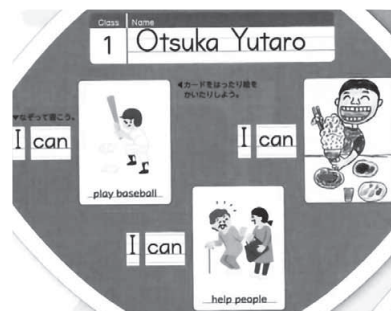 Class Name
1 Otsuka Yutaro
◀カードをはったり絵を
かいたりしよう。
▼なぞって書こう。
I can
play baseball
I can
I can
help people